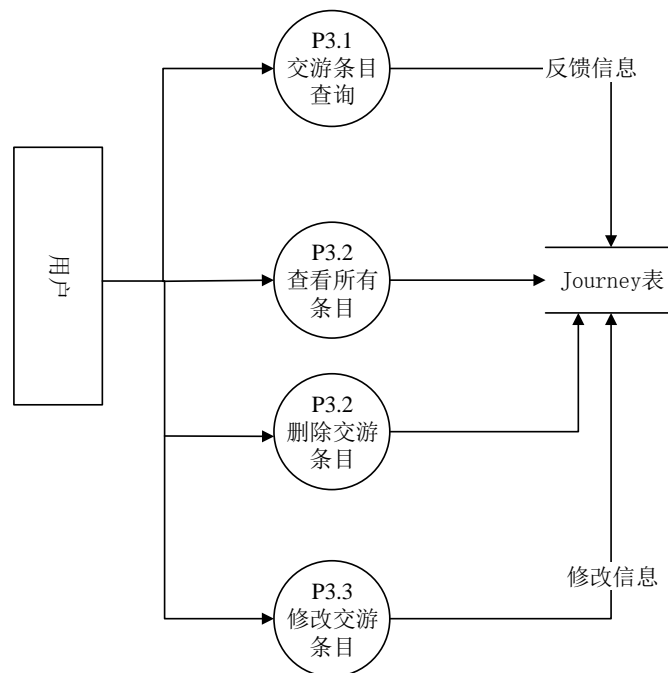 P3.1
交游条目
查询
反馈信息
用户
P3.2
查看所有
条目
Journey表
P3.2
删除交游
条目
修改信息
P3.3
修改交游
条目